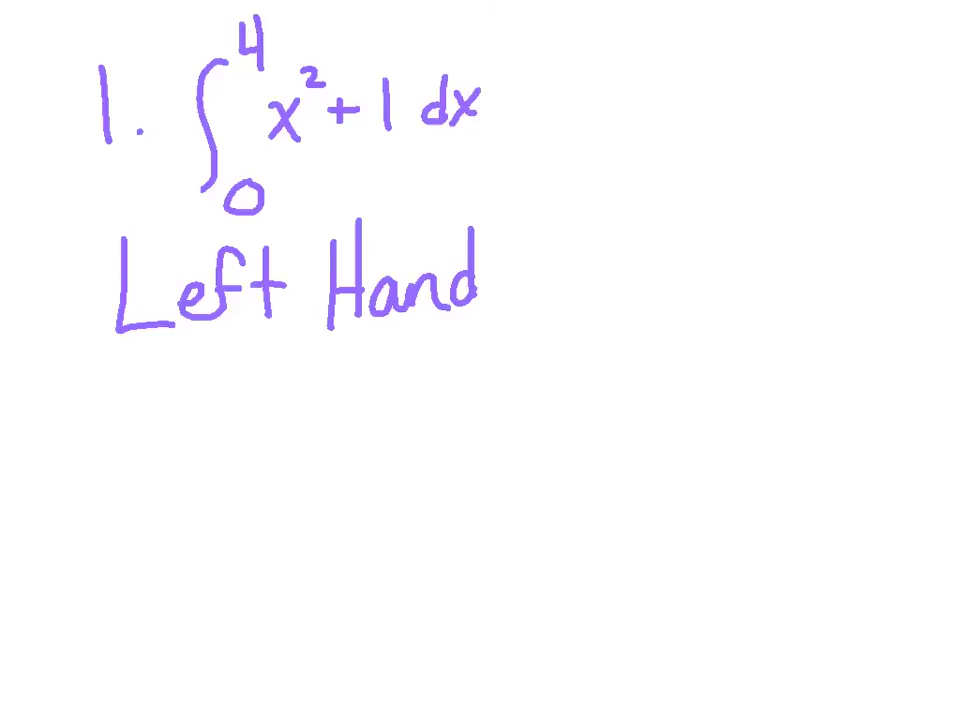 1. ∫₀⁴ x² + 1 dx
Left Hand